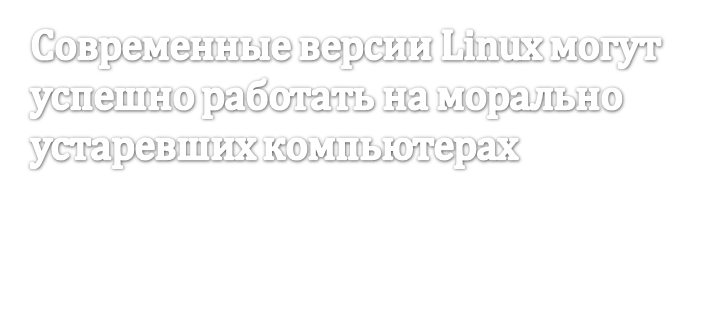 Современные версии Linux могут
успешно работать на морально
устаревших компьютерах